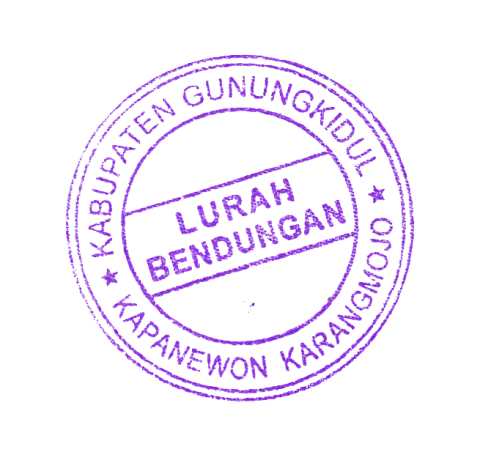 ★ KABUPATEN GUNUNGKIDUL ★
KAPANEWON KARANGMOJO
LURAH
BENDUNGAN